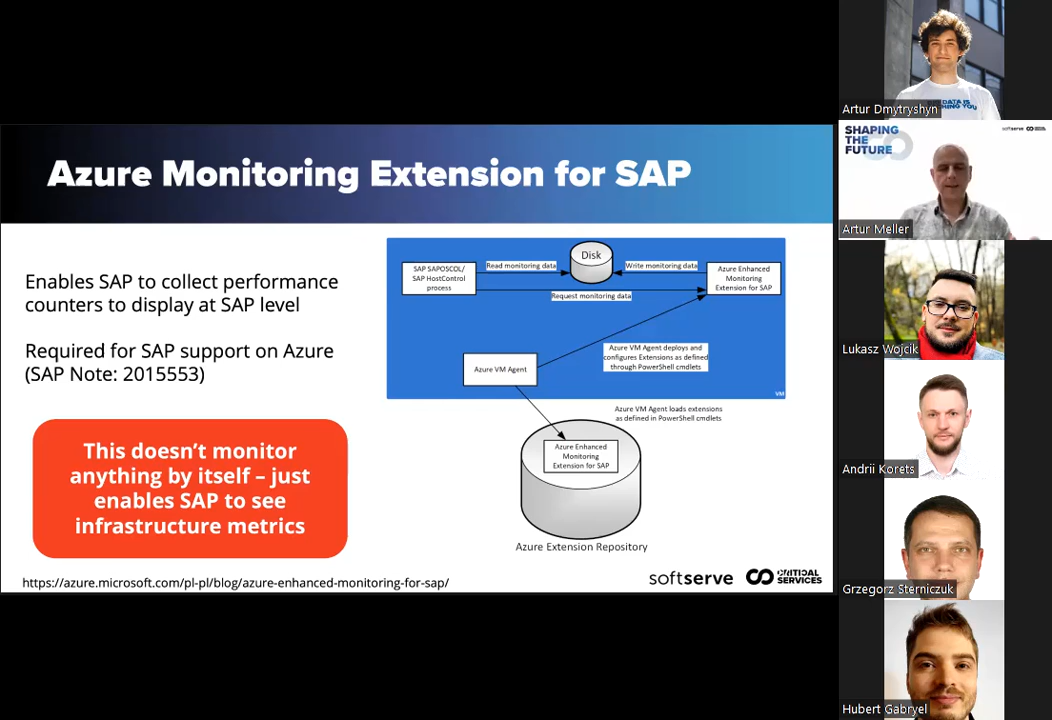 Azure Monitoring Extension for SAP
Enables SAP to collect performance
counters to display at SAP level
Required for SAP support on Azure
(SAP Note: 2015553)
This doesn’t monitor
anything by itself – just
enables SAP to see
infrastructure metrics
https://azure.microsoft.com/pl-pl/blog/azure-enhanced-monitoring-for-sap/
SAP SAPOSCOL/
SAP HostControl
process
Read monitoring data
Disk
Write monitoring data
Azure Enhanced
Monitoring
Extension for SAP
Request monitoring data
Azure VM Agent
Azure VM Agent deploys and
configures Extensions as defined
through PowerShell cmdlets
VM
Azure VM Agent loads extensions
as defined in PowerShell cmdlets
Azure Enhanced
Monitoring
Extension for SAP
Azure Extension Repository
softserve
CRITICAL
SERVICES
DATA IS
Artur Dmytryshyn
SHAPING
THE
FUTURE
softserve
Artur Meller
Lukasz Wojcik
Andrii Korets
Grzegorz Sterniczuk
Hubert Gabryel